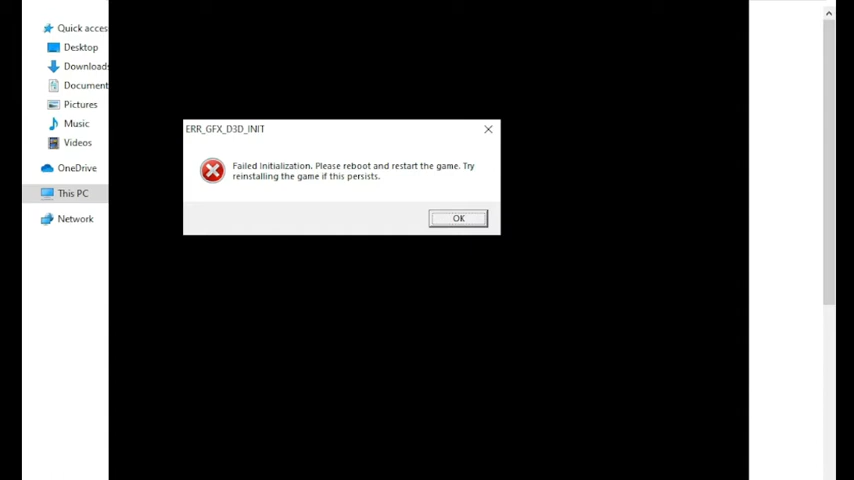 Quick acces
Desktop
Downloads
Document
Pictures
Music
Videos
OneDrive
This PC
Network
ERR_GFX_D3D_INIT
Failed Initialization. Please reboot and restart the game. Try
reinstalling the game if this persists.
OK